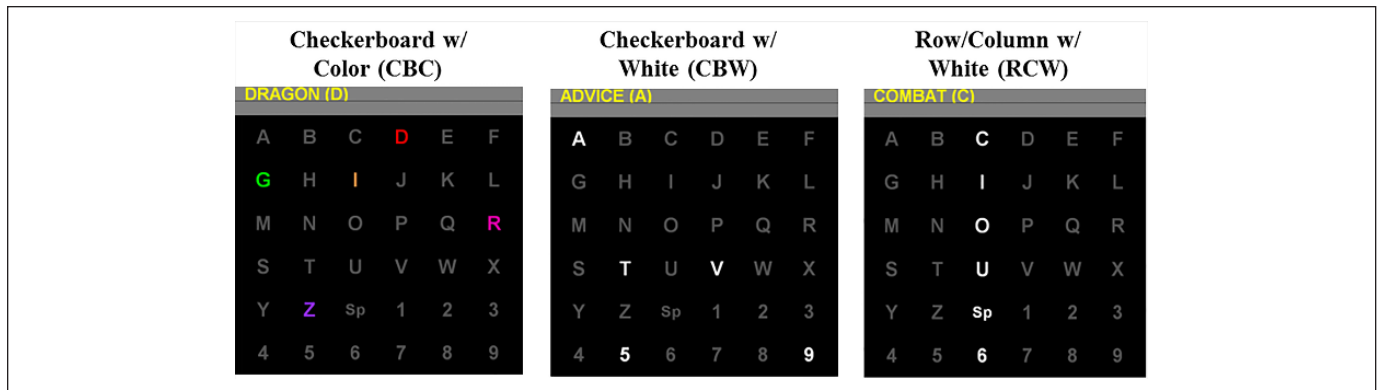 Checkerboard w/
Color (CBC)
DRAGON (D)
A B C D E F
G H I J K L
M N O P Q R
S T U V W X
Y Z Sp 1 2 3
4 5 6 7 8 9
Checkerboard w/
White (CBW)
ADVICE (A)
A B C D E F
G H I J K L
M N O P Q R
S T U V W X
Y Z Sp 1 2 3
4 5 6 7 8 9
Row/Column w/
White (RCW)
COMBAT (C)
A B C D E F
G H I J K L
M N O P Q R
S T U V W X
Y Z Sp 1 2 3
4 5 6 7 8 9